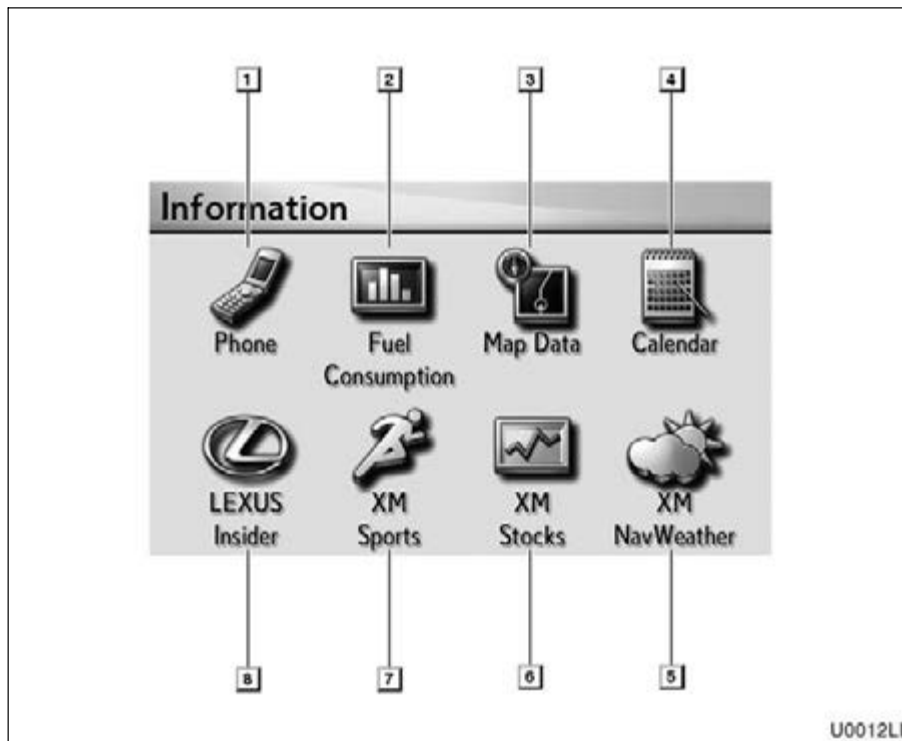 1 2 3 4
Information
Phone Fuel Consumption Map Data Calendar
LEXUS Insider XM Sports XM Stocks XM NavWeather
8 7 6 5